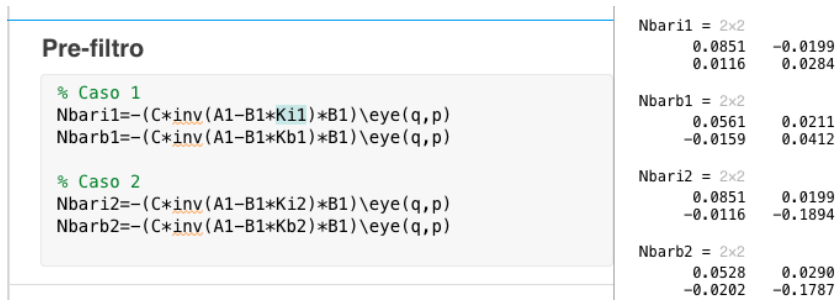 Pre-filtro
% Caso 1
Nbari1=-(C*inv(A1-B1*Ki1)*B1)\eye(q,p)
Nbarb1=-(C*inv(A1-B1*Kb1)*B1)\eye(q,p)
% Caso 2
Nbari2=-(C*inv(A1-B1*Ki2)*B1)\eye(q,p)
Nbarb2=-(C*inv(A1-B1*Kb2)*B1)\eye(q,p)
Nbari1 = 2×2
0.0851 -0.0199
0.0116 0.0284
Nbarb1 = 2×2
0.0561 0.0211
-0.0159 0.0412
Nbari2 = 2×2
0.0851 0.0199
-0.0116 -0.1894
Nbarb2 = 2×2
0.0528 0.0290
-0.0202 -0.1787